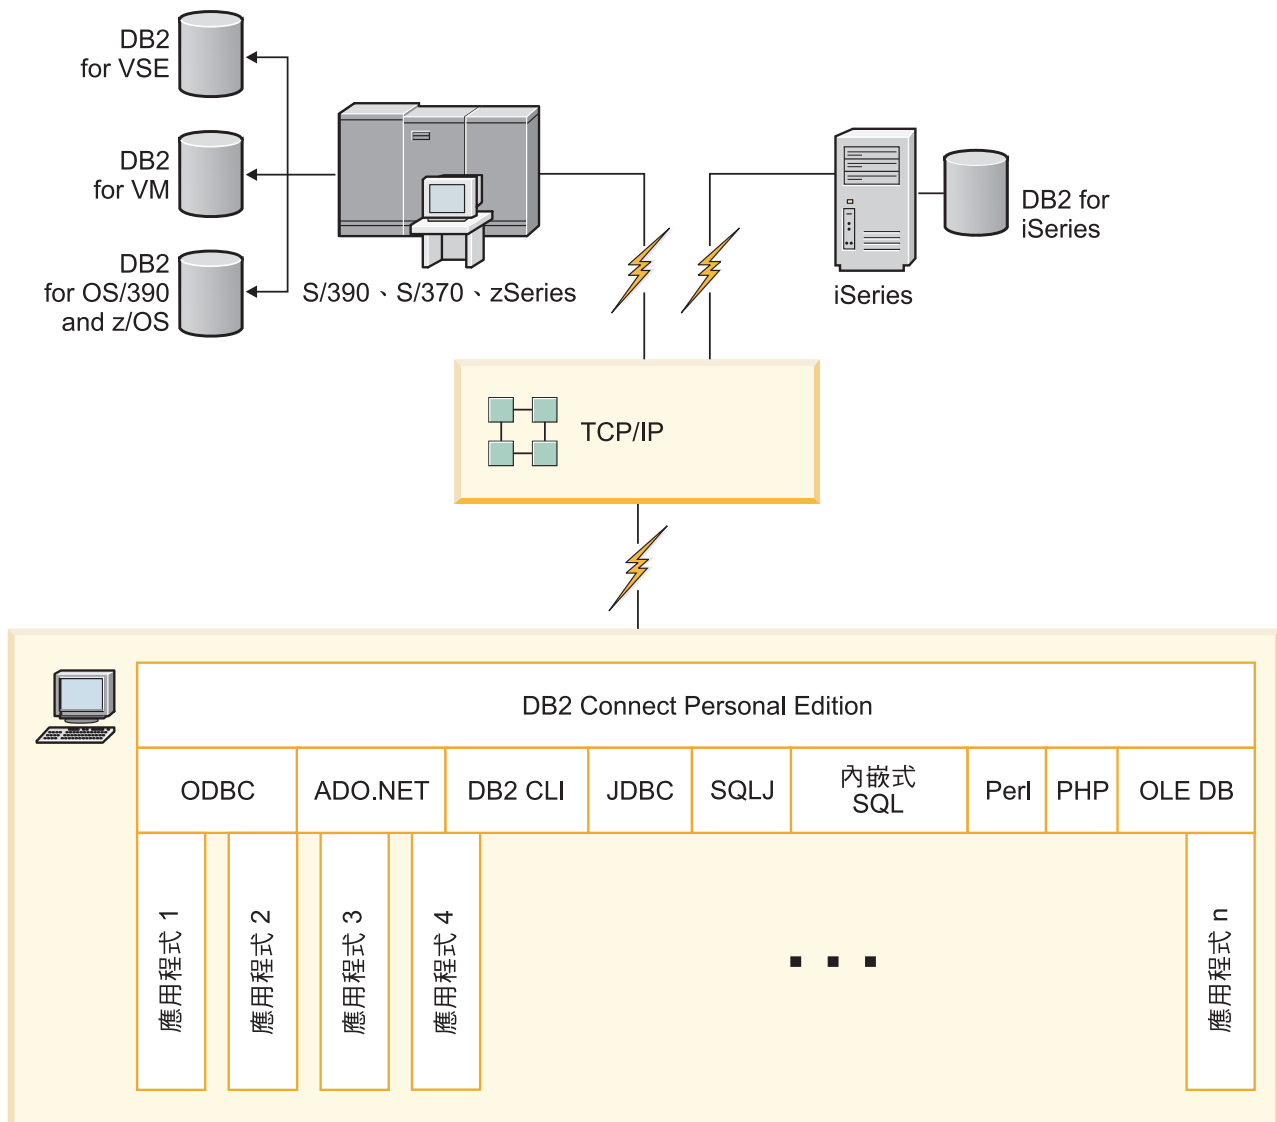 DB2
for VSE
DB2
for VM
DB2
for OS/390
and z/OS
S/390、S/370、zSeries
iSeries
DB2 for
iSeries
TCP/IP
DB2 Connect Personal Edition
ODBC
ADO.NET
DB2 CLI
JDBC
SQLJ
內嵌式
SQL
Perl
PHP
OLE DB
應用程式 1
應用程式 2
應用程式 3
應用程式 4
應用程式 n